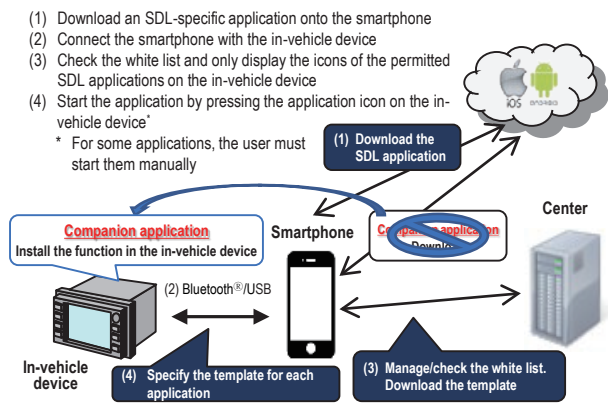 (1) Download an SDL-specific application onto the smartphone
(2) Connect the smartphone with the in-vehicle device
(3) Check the white list and only display the icons of the permitted
SDL applications on the in-vehicle device
(4) Start the application by pressing the application icon on the in-
vehicle device*
* For some applications, the user must
start them manually
iOS
ANDROID
(1) Download the
SDL application
Companion application
Install the function in the in-vehicle device
Smartphone
Companion application
Center
(2) Bluetooth®/USB
In-vehicle
device
(4) Specify the template for each
application
(3) Manage/check the white list.
Download the template